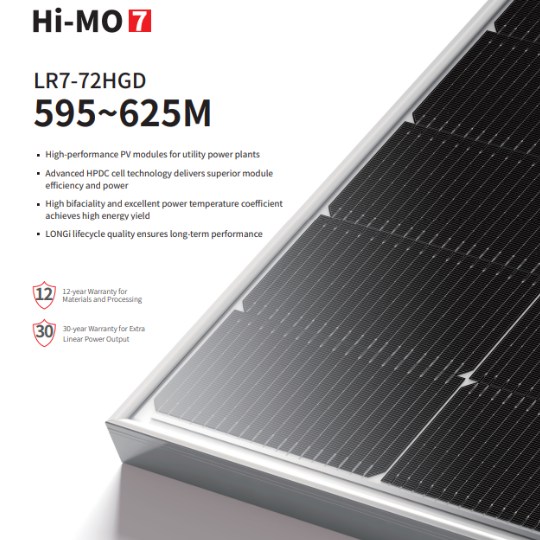 Hi-MO 7
LR7-72HGD
595~625M
High-performance PV modules for utility power plants
Advanced HPDC cell technology delivers superior module
efficiency and power
High bifaciality and excellent power temperature coefficient
achieves high energy yield
LONGi lifecycle quality ensures long-term performance
12
12-year Warranty for
Materials and Processing
30
30-year Warranty for Extra
Linear Power Output